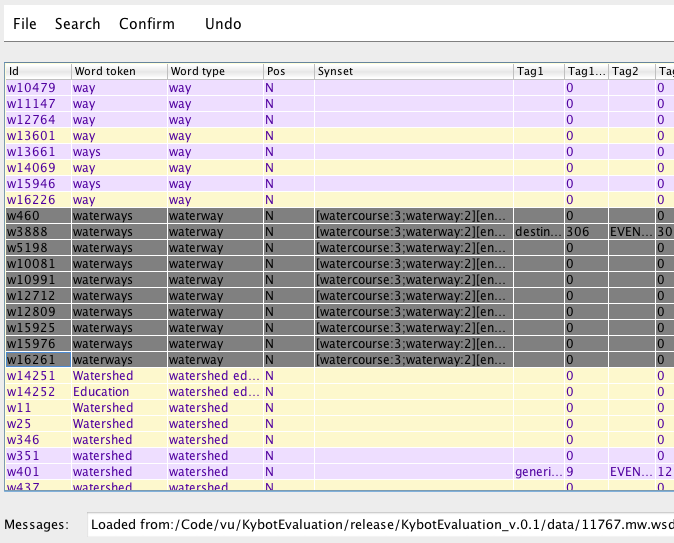 File Search Confirm Undo
Id Word token Word type Pos Synset Tag1 Tag1... Tag2 Tag
w10479 way way N 0 0
w11147 way way N 0 0
w12764 way way N 0 0
w13601 way way N 0 0
w13661 ways way N 0 0
w14069 way way N 0 0
w15946 ways way N 0 0
w16226 way way N 0 0
w460 waterways waterway N [watercourse:3;waterway:2][en... 0 0
w3888 waterways waterway N [watercourse:3;waterway:2][en... destin... 306 EVEN... 30
w5198 waterways waterway N [watercourse:3;waterway:2][en... 0 0
w10081 waterways waterway N [watercourse:3;waterway:2][en... 0 0
w10991 waterways waterway N [watercourse:3;waterway:2][en... 0 0
w12712 waterways waterway N [watercourse:3;waterway:2][en... 0 0
w12809 waterways waterway N [watercourse:3;waterway:2][en... 0 0
w15925 waterways waterway N [watercourse:3;waterway:2][en... 0 0
w15976 waterways waterway N [watercourse:3;waterway:2][en... 0 0
w16261 waterways waterway N [watercourse:3;waterway:2][en... 0 0
w14251 Watershed watershed ed... N 0 0
w14252 Education watershed ed... N 0 0
w11 Watershed watershed N 0 0
w25 Watershed watershed N 0 0
w346 watershed watershed N 0 0
w351 watershed watershed N 0 0
w401 watershed watershed N generi... 9 EVEN... 12
w437 watershed watershed N 0 0
Messages: Loaded from:/Code/vu/KybotEvaluation/release/KybotEvaluation_v.0.1/data/11767.mw.wsd